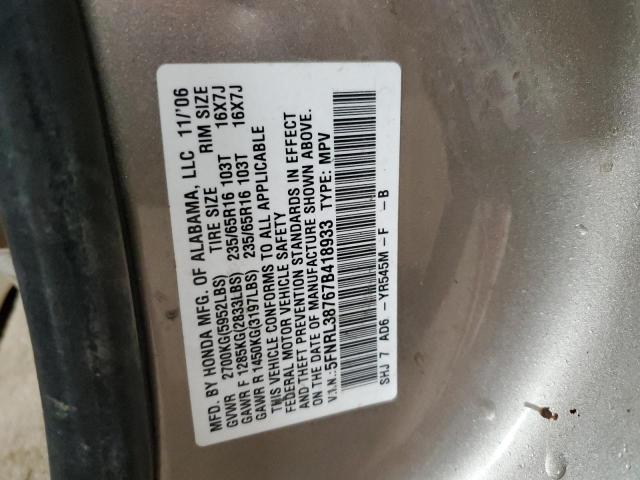 MFD. BY HONDA MFG. OF ALABAMA, LLC 11/'06
GVWR 2700KG(5952LBS) TIRE SIZE RIM SIZE
GAWR F 1285KG(2833LBS) 235/65R16 103T 16X7J
GAWR R 1450KG(3197LBS) 235/65R16 103T 16X7J
THIS VEHICLE CONFORMS TO ALL APPLICABLE
FEDERAL MOTOR VEHICLE SAFETY
AND THEFT PREVENTION STANDARDS IN EFFECT
ON THE DATE OF MANUFACTURE SHOWN ABOVE.
V.I.N.:5FNRL38767B418933 TYPE: MPV
SHJ 7 AD6 -YR545M-F -B